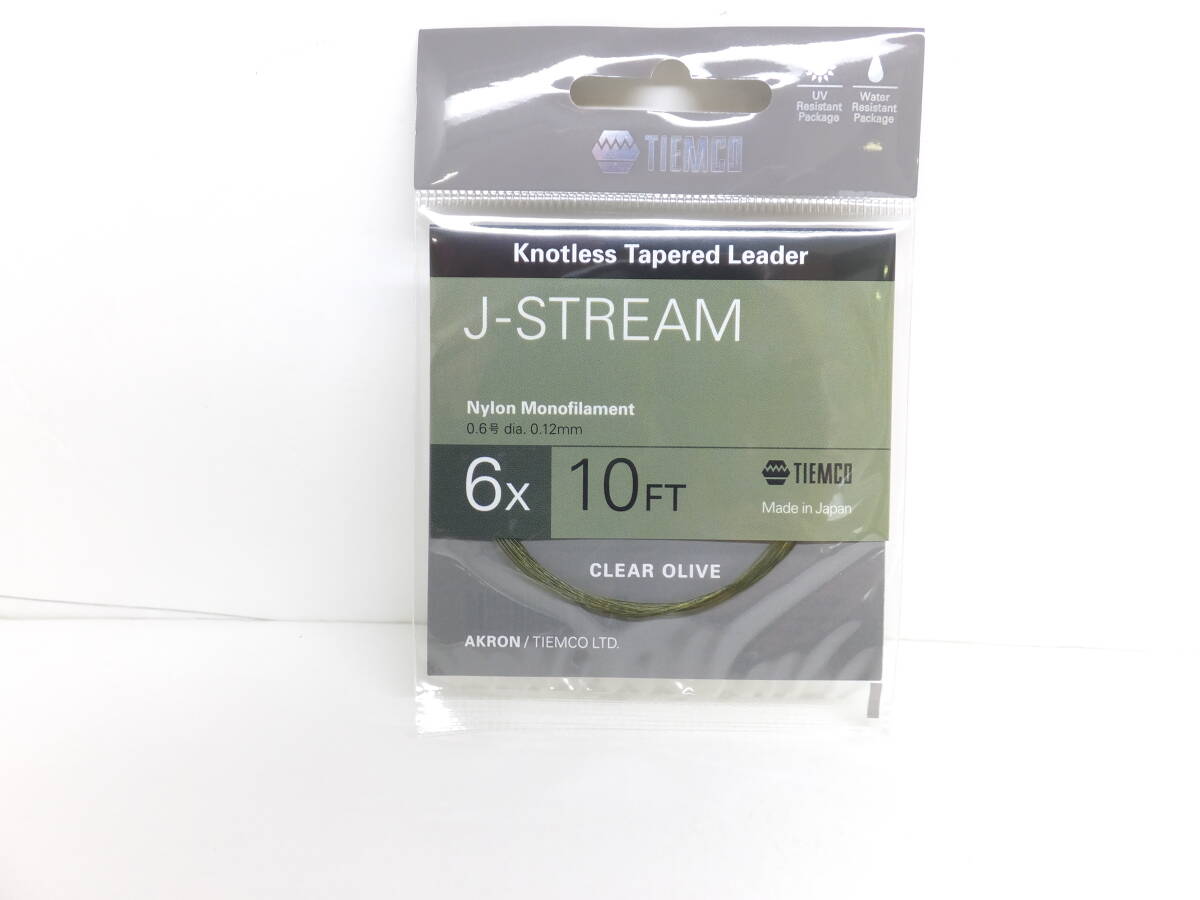 UV
Resistant
Package
Water
Resistant
Package
TIEMCO
Knotless Tapered Leader
J-STREAM
Nylon Monofilament
0.6号 dia. 0.12mm
6X 10FT
TIEMCO
Made in Japan
CLEAR OLIVE
AKRON / TIEMCO LTD.